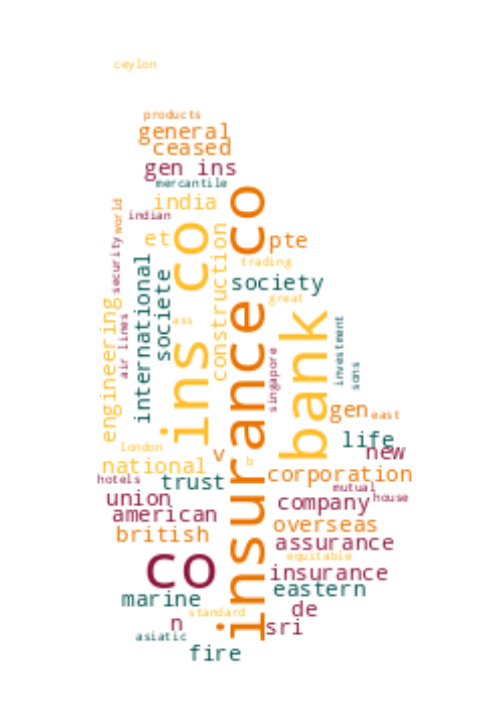 ceylon
products
general
ceased
gen ins
mercantile
india
indian
world
et
pte
security
trading
society
international
societe
construction
great
ins co
insurance co
ass
bank
engineering
air lines
singapore
investment
sons
gen
east
life
new
london
v
b
national
trust
corporation
hotels
mutual
union
company
house
american
overseas
british
assurance
equitable
co
insurance
eastern
marine
de
standard
n
sri
asiatic
fire